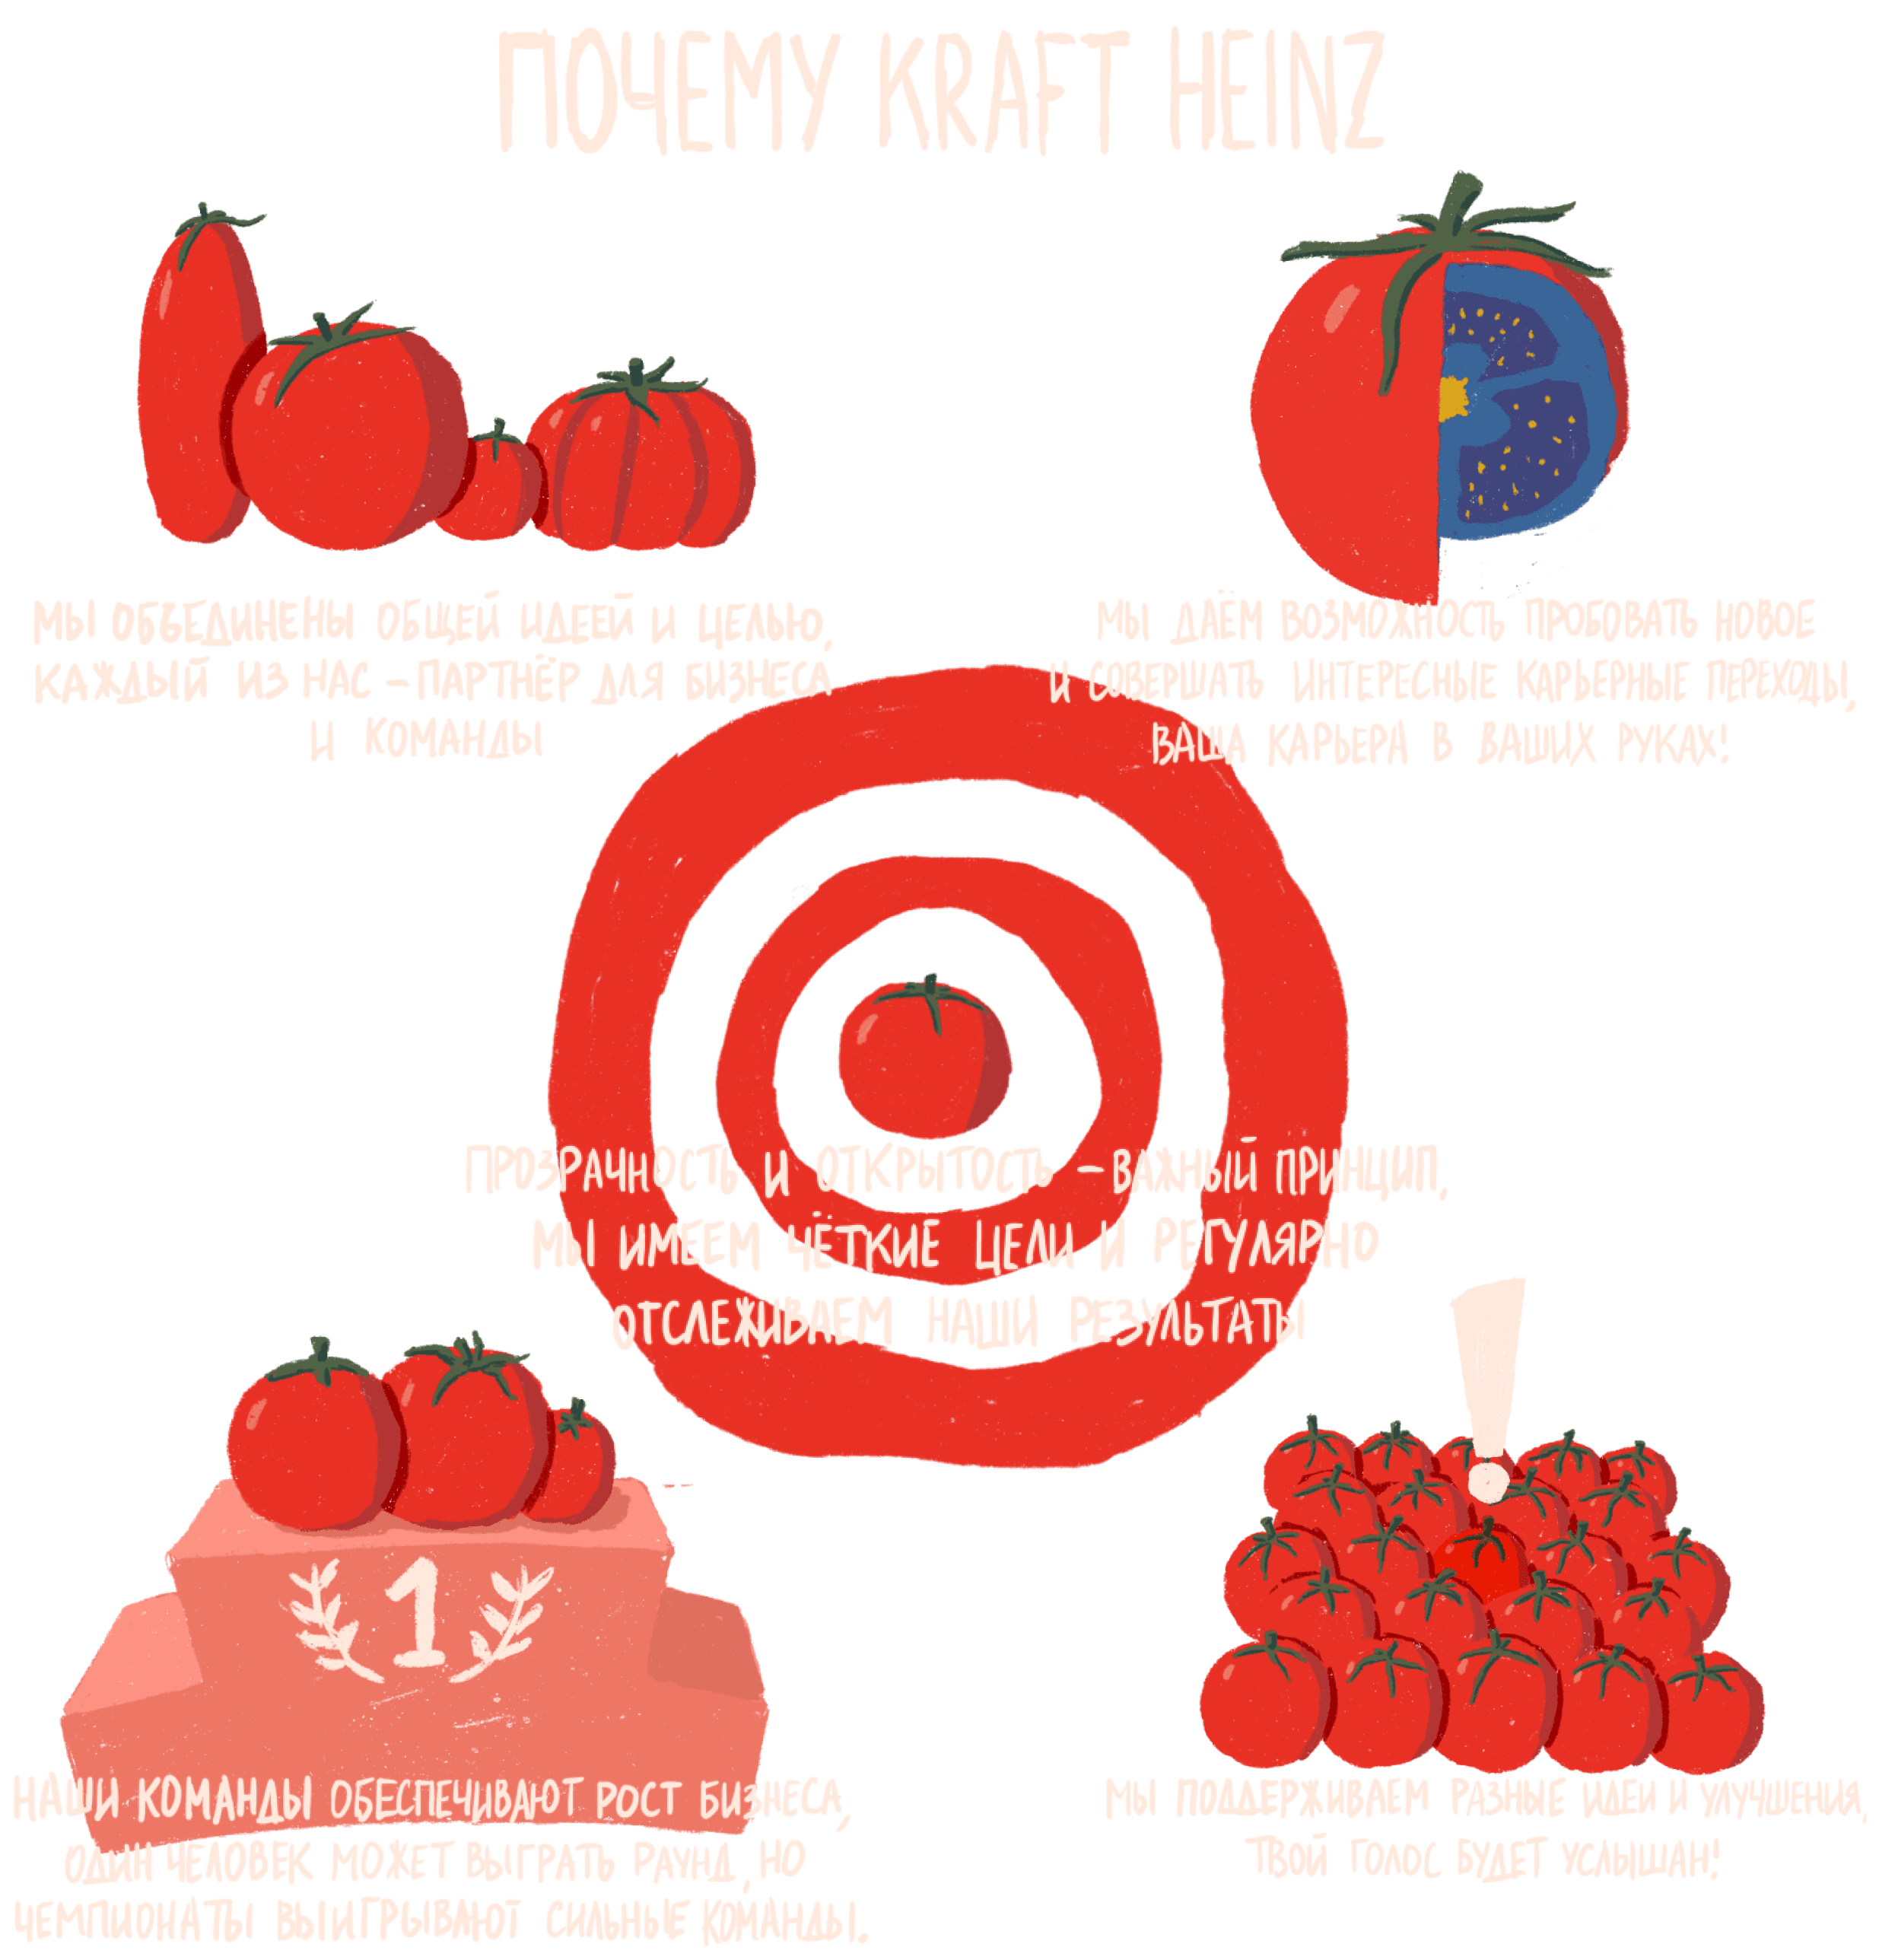 ПОЧЕМУ KRAFT HEINZ
МЫ ОБЪЕДИНЕНЫ ОБЩЕЙ ИДЕЕЙ И ЦЕЛЬЮ,
КАЖДЫЙ ИЗ НАС – ПАРТНЁР ДЛЯ БИЗНЕСА
И КОМАНДЫ
МЫ ДАЁМ ВОЗМОЖНОСТЬ ПРОБОВАТЬ НОВОЕ
И СОВЕРШАТЬ ИНТЕРЕСНЫЕ КАРЬЕРНЫЕ ПЕРЕХОДЫ,
ВАША КАРЬЕРА В ВАШИХ РУКАХ!
ПРОЗРАЧНОСТЬ И ОТКРЫТОСТЬ – ВАЖНЫЙ ПРИНЦИП,
МЫ ИМЕЕМ ЧЁТКИЕ ЦЕЛИ И РЕГУЛЯРНО
ОТСЛЕЖИВАЕМ НАШИ РЕЗУЛЬТАТЫ
1
НАШИ КОМАНДЫ ОБЕСПЕЧИВАЮТ РОСТ БИЗНЕСА,
ОДИН ЧЕЛОВЕК МОЖЕТ ВЫГРАТЬ РАУНД, НО
ЧЕМПИОНАТЫ ВЫИГРЫВАЮТ СИЛЬНЫЕ КОМАНДЫ.
!
МЫ ПОДДЕРЖИВАЕМ РАЗНЫЕ ИДЕИ И УЛУЧШЕНИЯ,
ТВОЙ ГОЛОС БУДЕТ УСЛЫШАН!